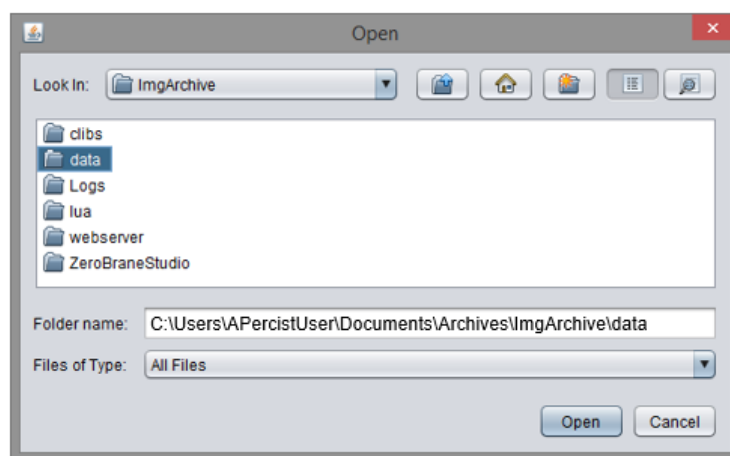 Open
Look In: ImgArchive
clibs
data
Logs
lua
webserver
ZeroBraneStudio
Folder name: C:\Users\APercistUser\Documents\Archives\ImgArchive\data
Files of Type: All Files
Open Cancel